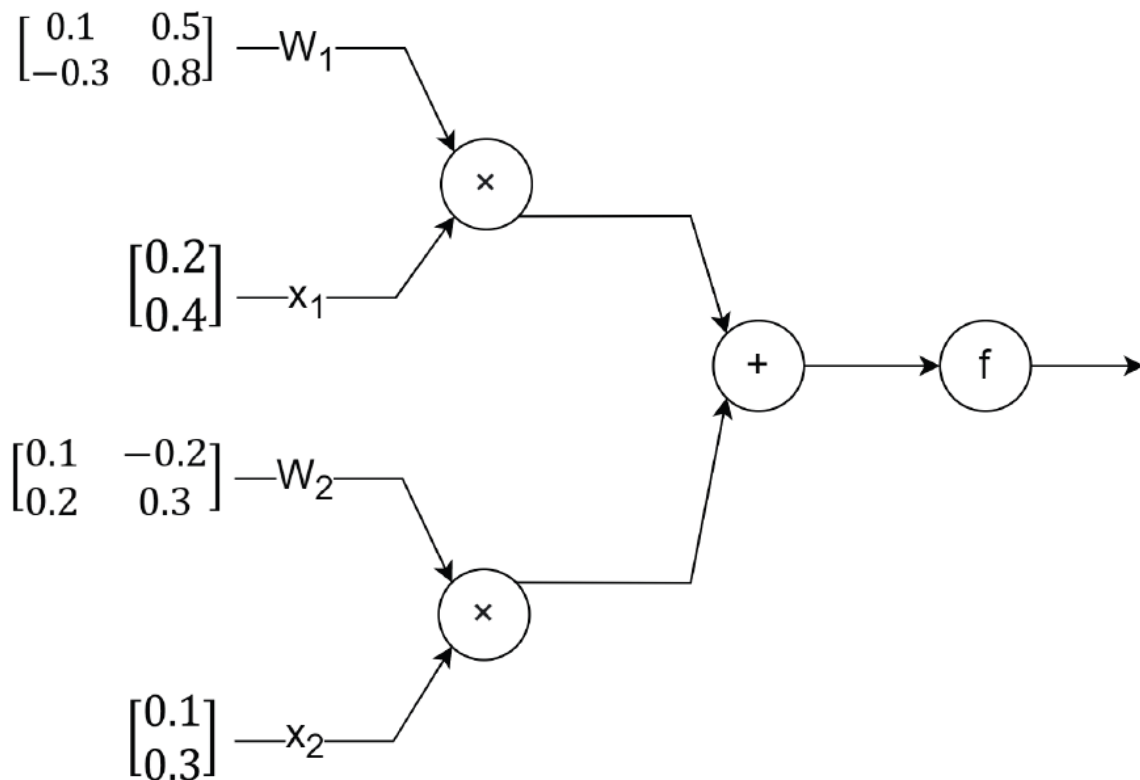 [0.1 0.5
−0.3 0.8] W₁
×
[0.2
0.4] x₁
+ f
[0.1 −0.2
0.2 0.3] W₂
×
[0.1
0.3] x₂